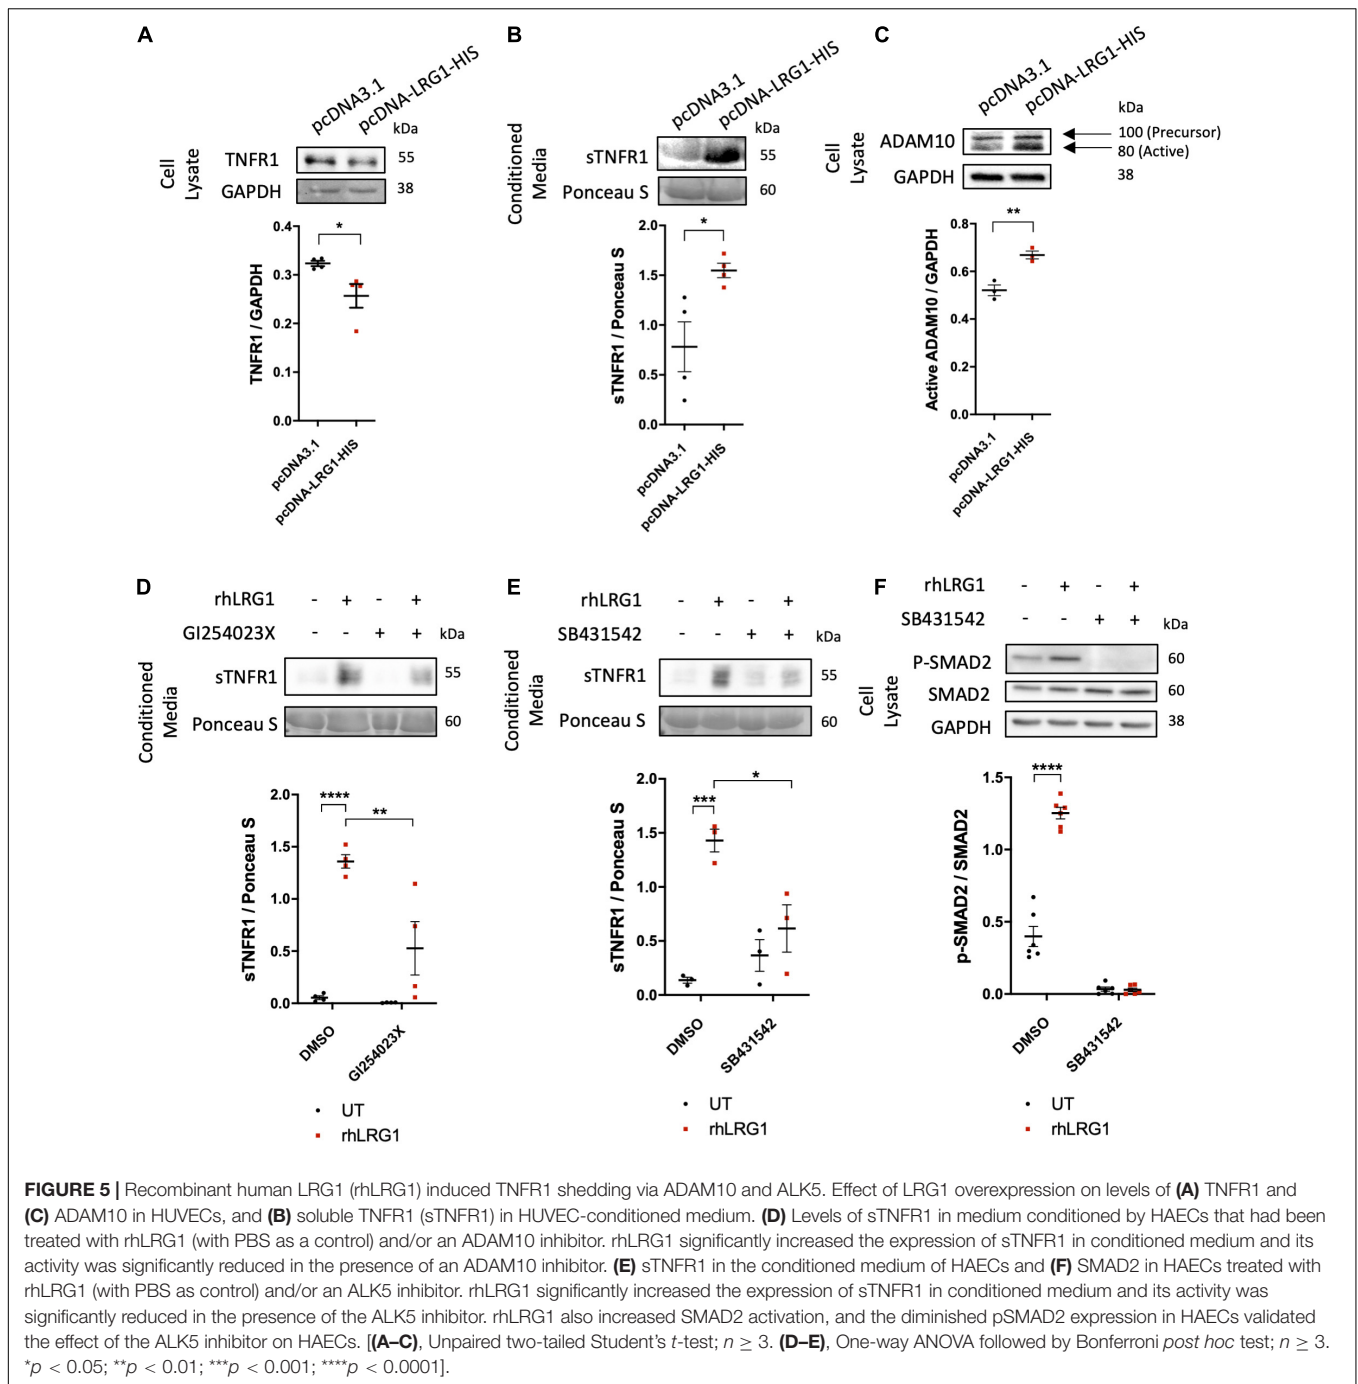 A
pcDNA3.1
pcDNA-LRG1-HIS
kDa
Cell Lysate
TNFR1 55
GAPDH 38
*
0.4
0.3
0.2
0.1
0.0
TNFR1 / GAPDH
pcDNA3.1
pcDNA-LRG1-HIS
B
pcDNA3.1
pcDNA-LRG1-HIS
kDa
Conditioned Media
sTNFR1 55
Ponceau S 60
*
2.0
1.5
1.0
0.5
0.0
sTNFR1 / Ponceau S
pcDNA3.1
pcDNA-LRG1-HIS
C
pcDNA3.1
pcDNA-LRG1-HIS
kDa
Cell Lysate
ADAM10
100 (Precursor)
80 (Active)
GAPDH 38
**
0.8
0.6
0.4
0.2
0.0
Active ADAM10 / GAPDH
pcDNA3.1
pcDNA-LRG1-HIS
D
rhLRG1 - + - +
GI254023X - - + + kDa
Conditioned Media
sTNFR1 55
Ponceau S 60
**** **
2.0
1.5
1.0
0.5
0.0
sTNFR1 / Ponceau S
DMSO
GI254023X
UT
rhLRG1
E
rhLRG1 - + - +
SB431542 - - + + kDa
Conditioned Media
sTNFR1 55
Ponceau S 60
*** *
2.0
1.5
1.0
0.5
0.0
sTNFR1 / Ponceau S
DMSO
SB431542
UT
rhLRG1
F
rhLRG1 - + - +
SB431542 - - + + kDa
Cell Lysate
P-SMAD2 60
SMAD2 60
GAPDH 38
****
1.5
1.0
0.5
0.0
p-SMAD2 / SMAD2
DMSO
SB431542
UT
rhLRG1
FIGURE 5 | Recombinant human LRG1 (rhLRG1) induced TNFR1 shedding via ADAM10 and ALK5. Effect of LRG1 overexpression on levels of (A) TNFR1 and
(C) ADAM10 in HUVECs, and (B) soluble TNFR1 (sTNFR1) in HUVEC-conditioned medium. (D) Levels of sTNFR1 in medium conditioned by HAECs that had been
treated with rhLRG1 (with PBS as a control) and/or an ADAM10 inhibitor. rhLRG1 significantly increased the expression of sTNFR1 in conditioned medium and its
activity was significantly reduced in the presence of an ADAM10 inhibitor. (E) sTNFR1 in the conditioned medium of HAECs and (F) SMAD2 in HAECs treated with
rhLRG1 (with PBS as control) and/or an ALK5 inhibitor. rhLRG1 significantly increased the expression of sTNFR1 in conditioned medium and its activity was
significantly reduced in the presence of the ALK5 inhibitor. rhLRG1 also increased SMAD2 activation, and the diminished pSMAD2 expression in HAECs validated
the effect of the ALK5 inhibitor on HAECs. [(A–C), Unpaired two-tailed Student's t-test; n ≥ 3. (D–E), One-way ANOVA followed by Bonferroni post hoc test; n ≥ 3.
*p < 0.05; **p < 0.01; ***p < 0.001; ****p < 0.0001].